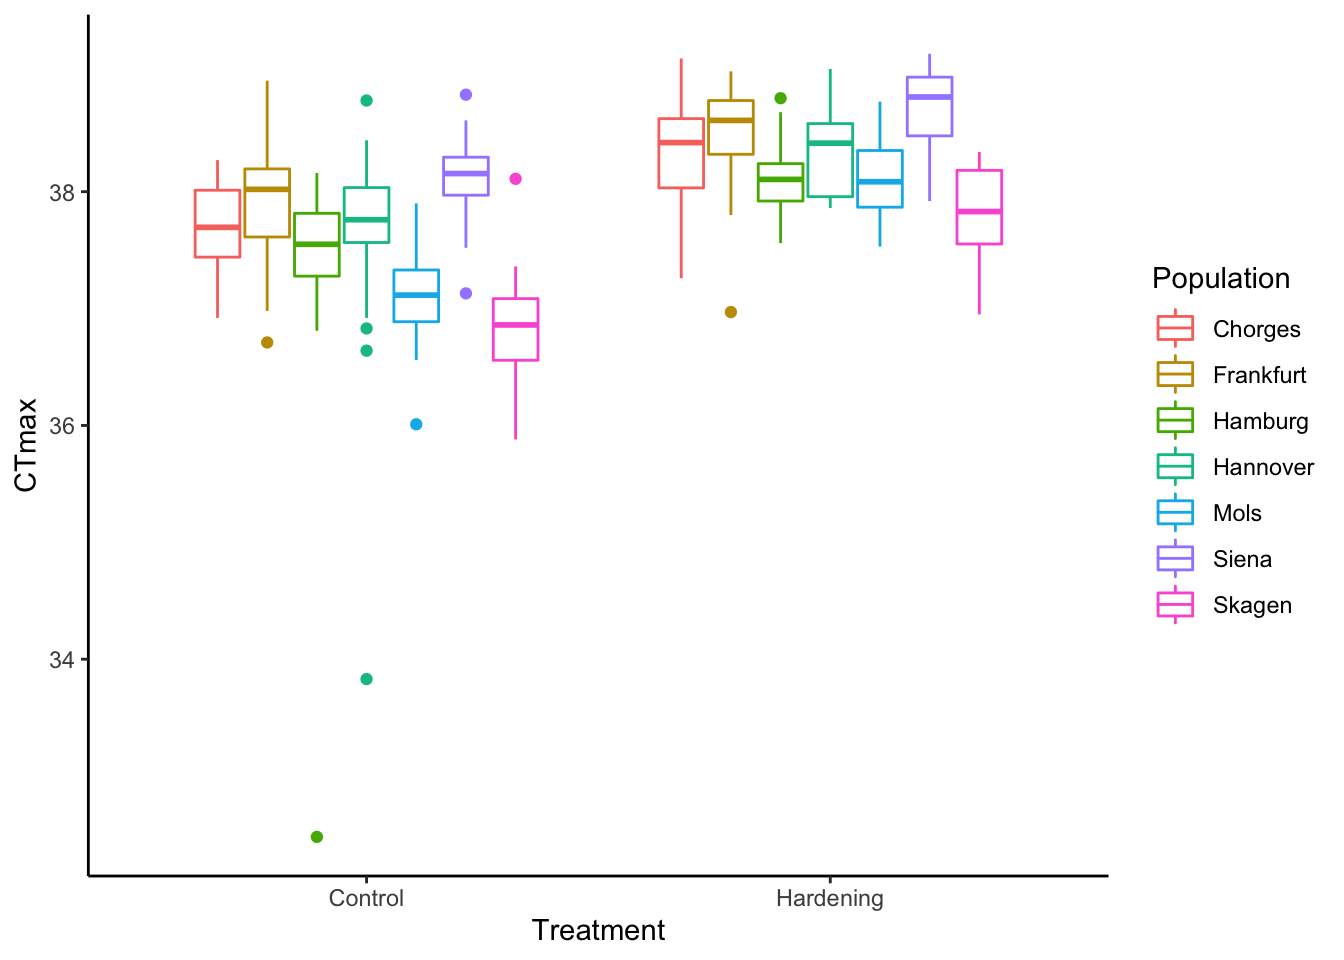 CTmax
38
36
34
Control
Hardening
Treatment
Population
Chorges
Frankfurt
Hamburg
Hannover
Mols
Siena
Skagen